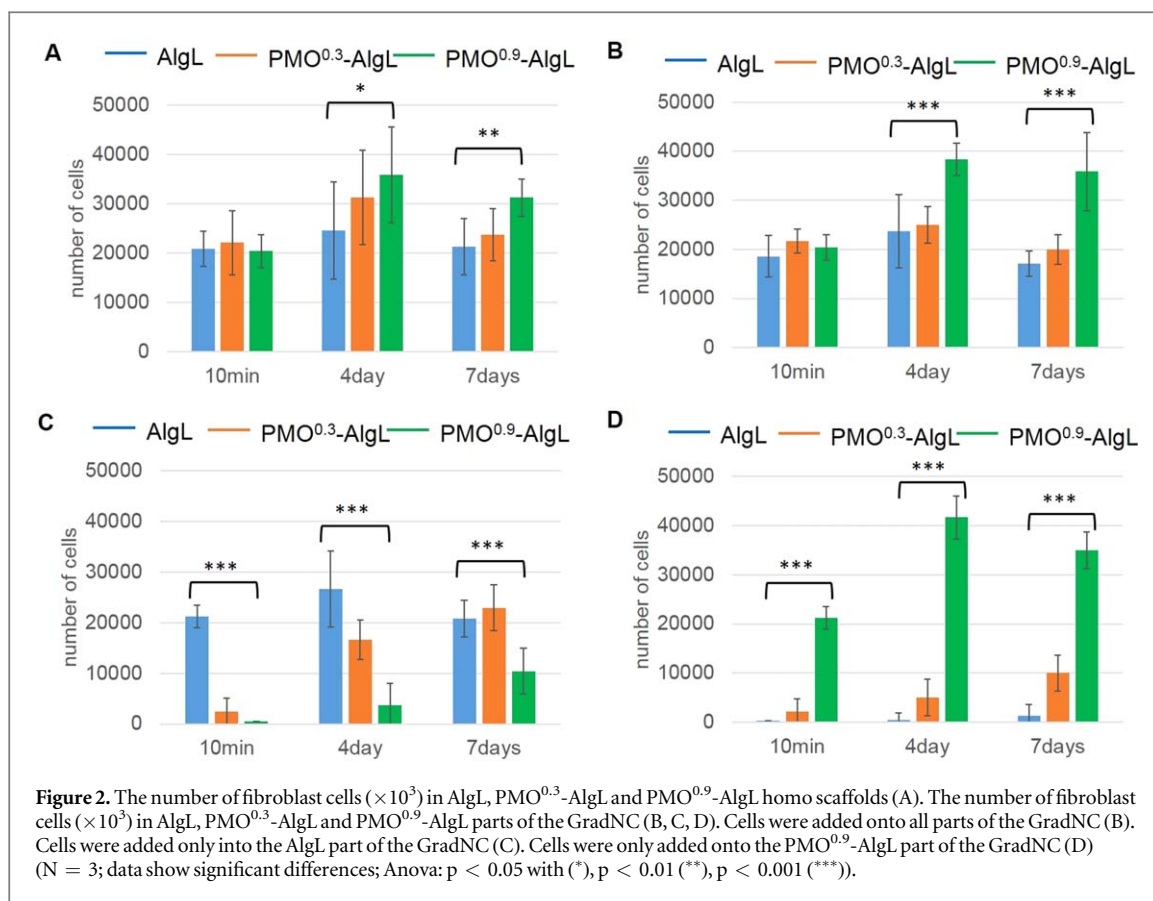 A
AlgL PMO0.3-AlgL PMO0.9-AlgL
number of cells
50000
40000
30000
20000
10000
0
*
**
10min 4day 7days
B
AlgL PMO0.3-AlgL PMO0.9-AlgL
number of cells
50000
40000
30000
20000
10000
0
***
***
10min 4day 7days
C
AlgL PMO0.3-AlgL PMO0.9-AlgL
number of cells
50000
40000
30000
20000
10000
0
***
***
***
10min 4day 7days
D
AlgL PMO0.3-AlgL PMO0.9-AlgL
number of cells
50000
40000
30000
20000
10000
0
***
***
***
10min 4day 7days
Figure 2. The number of fibroblast cells (×10³) in AlgL, PMO0.3-AlgL and PMO0.9-AlgL homo scaffolds (A). The number of fibroblast
cells (×10³) in AlgL, PMO0.3-AlgL and PMO0.9-AlgL parts of the GradNC (B, C, D). Cells were added onto all parts of the GradNC (B).
Cells were added only into the AlgL part of the GradNC (C). Cells were only added onto the PMO0.9-AlgL part of the GradNC (D)
(N = 3; data show significant differences; Anova: p < 0.05 with (*), p < 0.01 (**), p < 0.001 (***)).